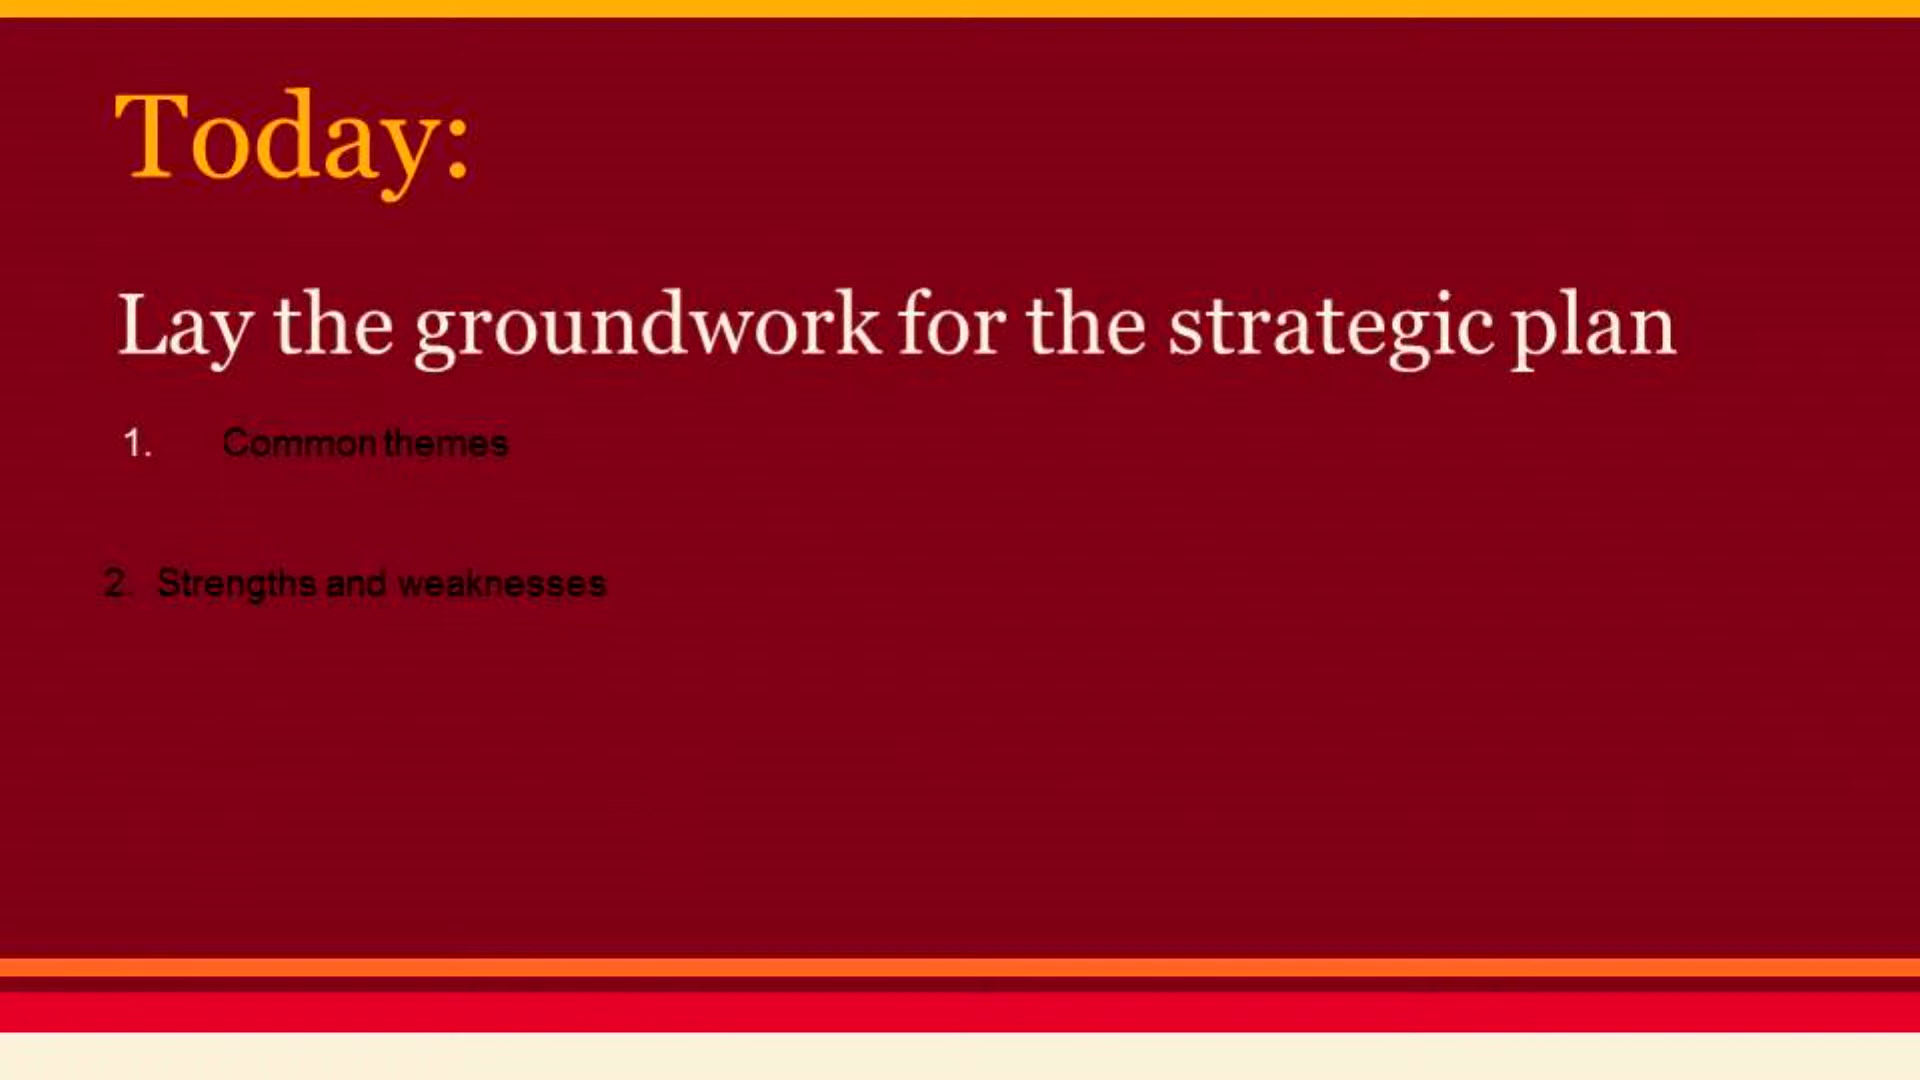 Today:
Lay the groundwork for the strategic plan
1. Common themes
2. Strengths and weaknesses